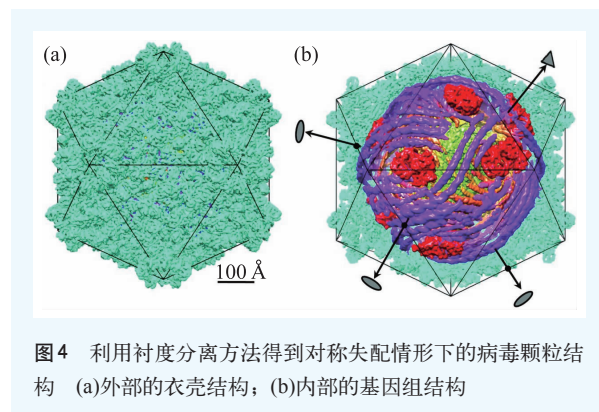 (a)
(b)
100 Å
图4 利用衬度分离方法得到对称失配情形下的病毒颗粒结
构 (a)外部的衣壳结构；(b)内部的基因组结构